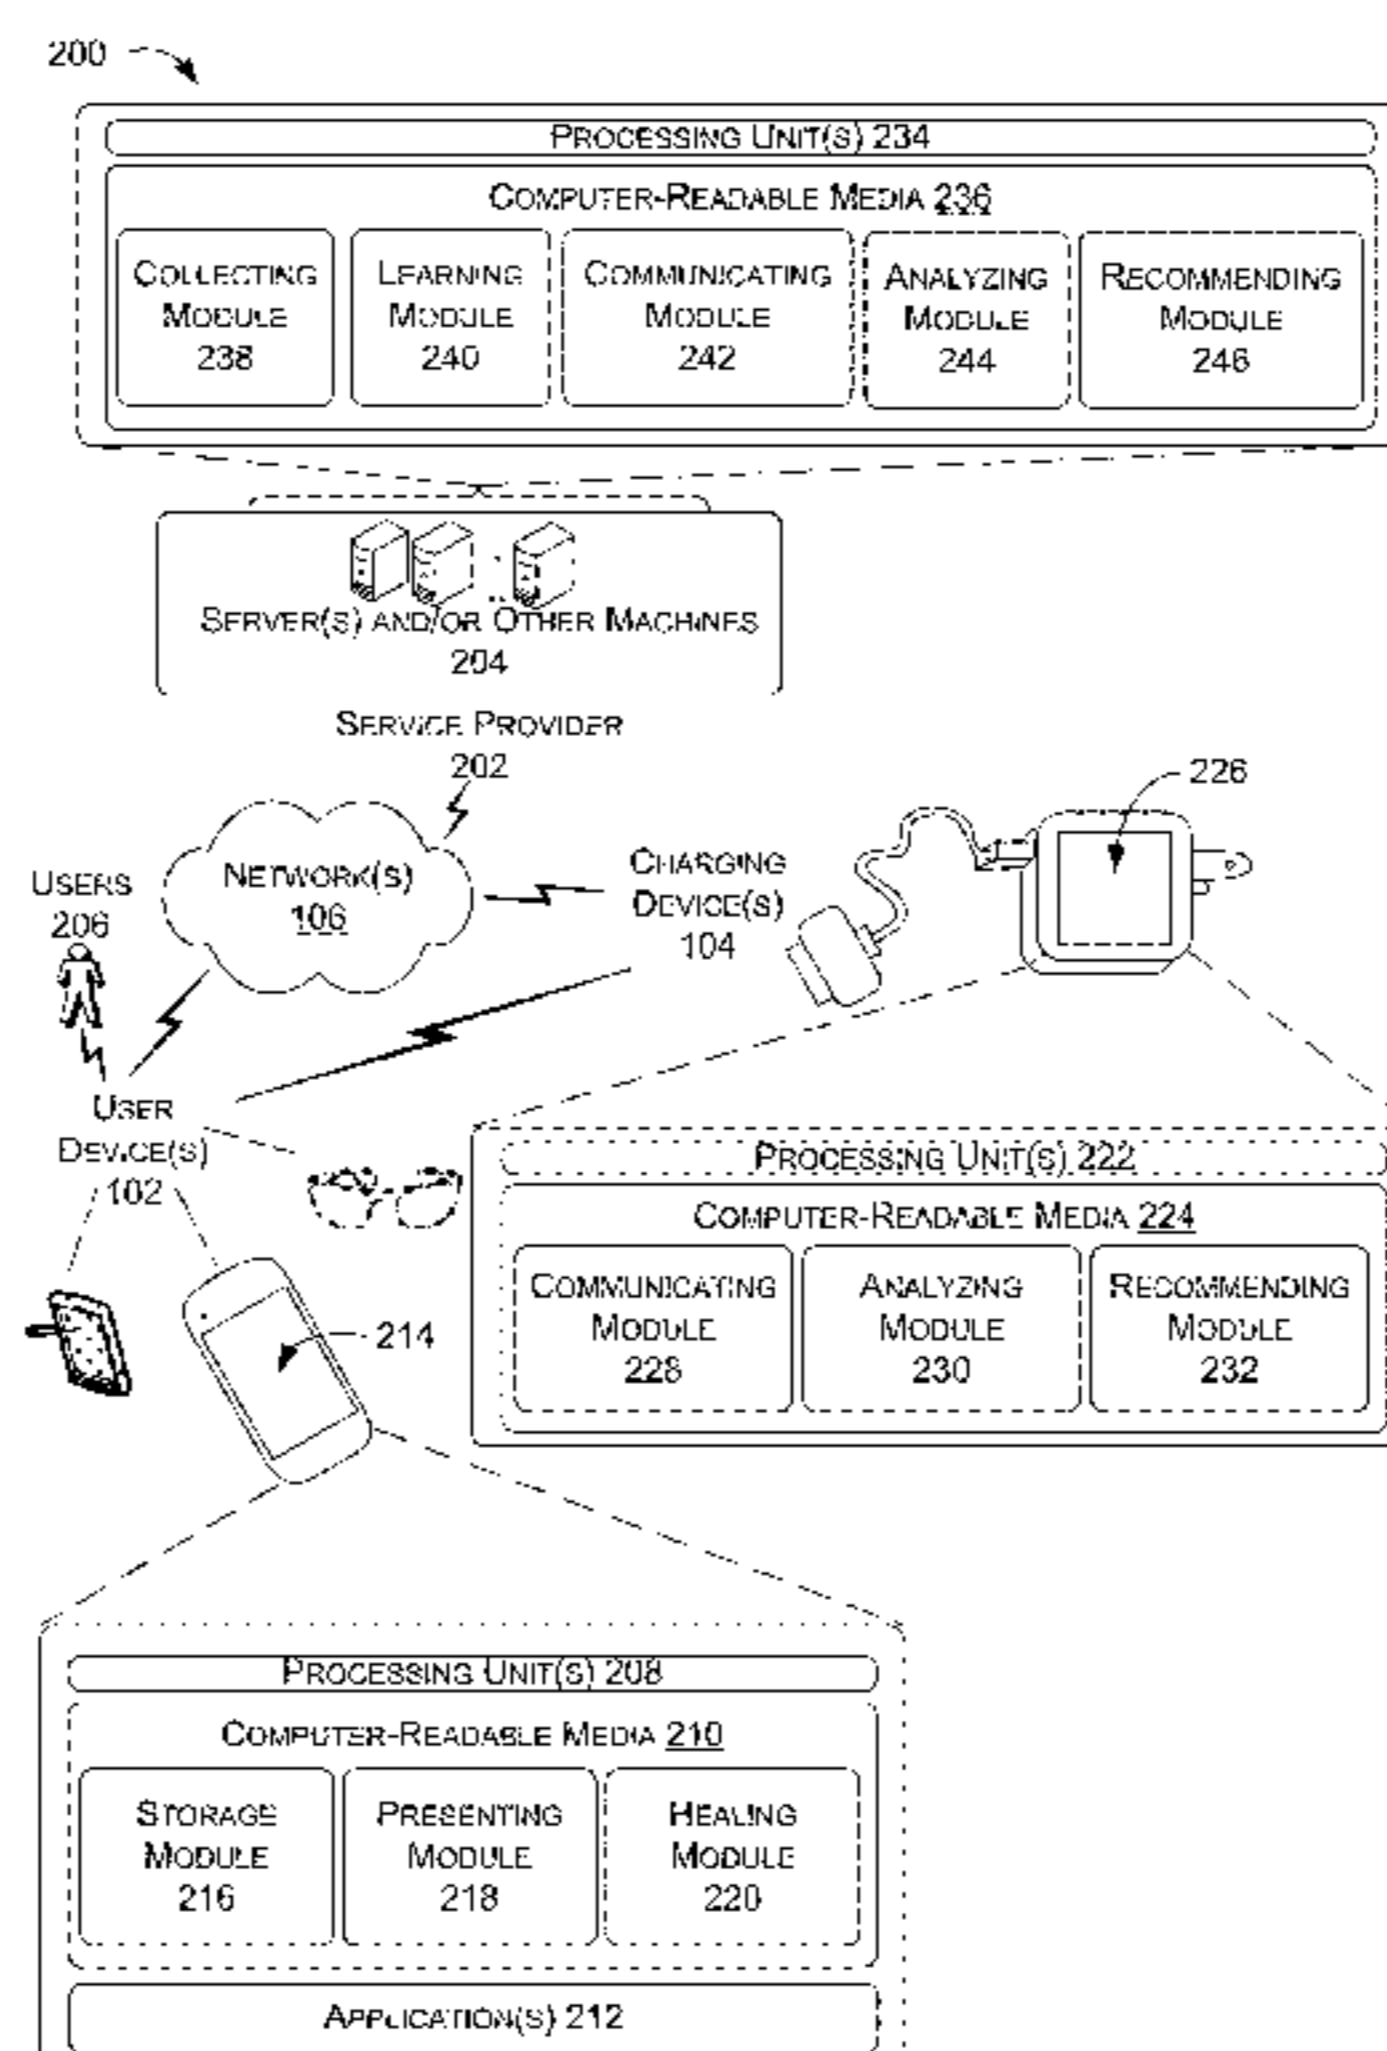 200
PROCESSING UNIT(S) 234
COMPUTER-READABLE MEDIA 236
COLLECTING
MODULE
238
LEARNING
MODULE
240
COMMUNICATING
MODULE
242
ANALYZING
MODULE
244
RECOMMENDING
MODULE
246
SERVER(S) AND/OR OTHER MACHINES
204
SERVICE PROVIDER
202
226
NETWORK(S)
106
CHARGING
DEVICE(S)
104
USERS
206
USER
DEVICE(S)
102
PROCESSING UNIT(S) 222
COMPUTER-READABLE MEDIA 224
COMMUNICATING
MODULE
228
ANALYZING
MODULE
230
RECOMMENDING
MODULE
232
214
PROCESSING UNIT(S) 208
COMPUTER-READABLE MEDIA 210
STORAGE
MODULE
216
PRESENTING
MODULE
218
HEALING
MODULE
220
APPLICATION(S) 212